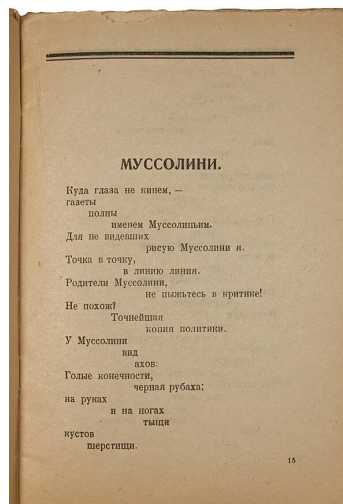 МУССОЛИНИ.
Куда глаза не кинем, —
газеты
полны
именем Муссолиньим.
Для не видевших
рисую Муссолини я.
Точка в точку,
в линию линия.
Родители Муссолини,
не пыжьтесь в критике!
Не похож?
Точнейшая
копия политики.
У Муссолини
вид
ахов:
Голые конечности,
черная рубаха;
на руках
и на ногах
тыщи
кустов
шерстищи.
15